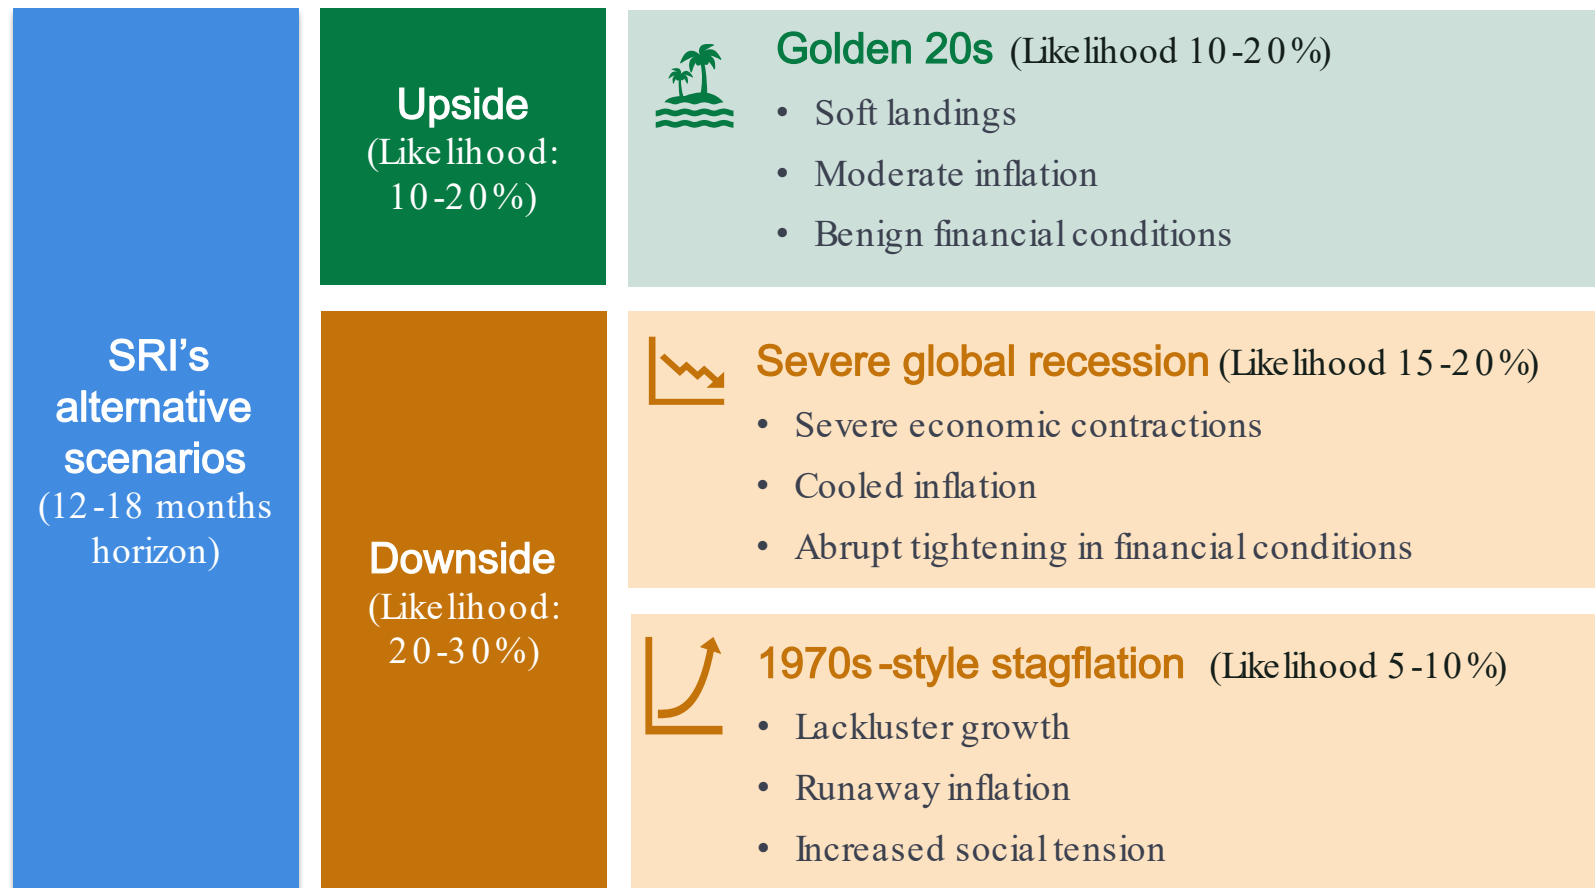 SRI's
alternative
scenarios
(12-18 months
horizon)
Upside
(Likelihood:
10-20%)
Golden 20s (Likelihood 10-20%)
• Soft landings
• Moderate inflation
• Benign financial conditions
Downside
(Likelihood:
20-30%)
Severe global recession (Likelihood 15-20%)
• Severe economic contractions
• Cooled inflation
• Abrupt tightening in financial conditions
1970s-style stagflation (Likelihood 5-10%)
• Lackluster growth
• Runaway inflation
• Increased social tension